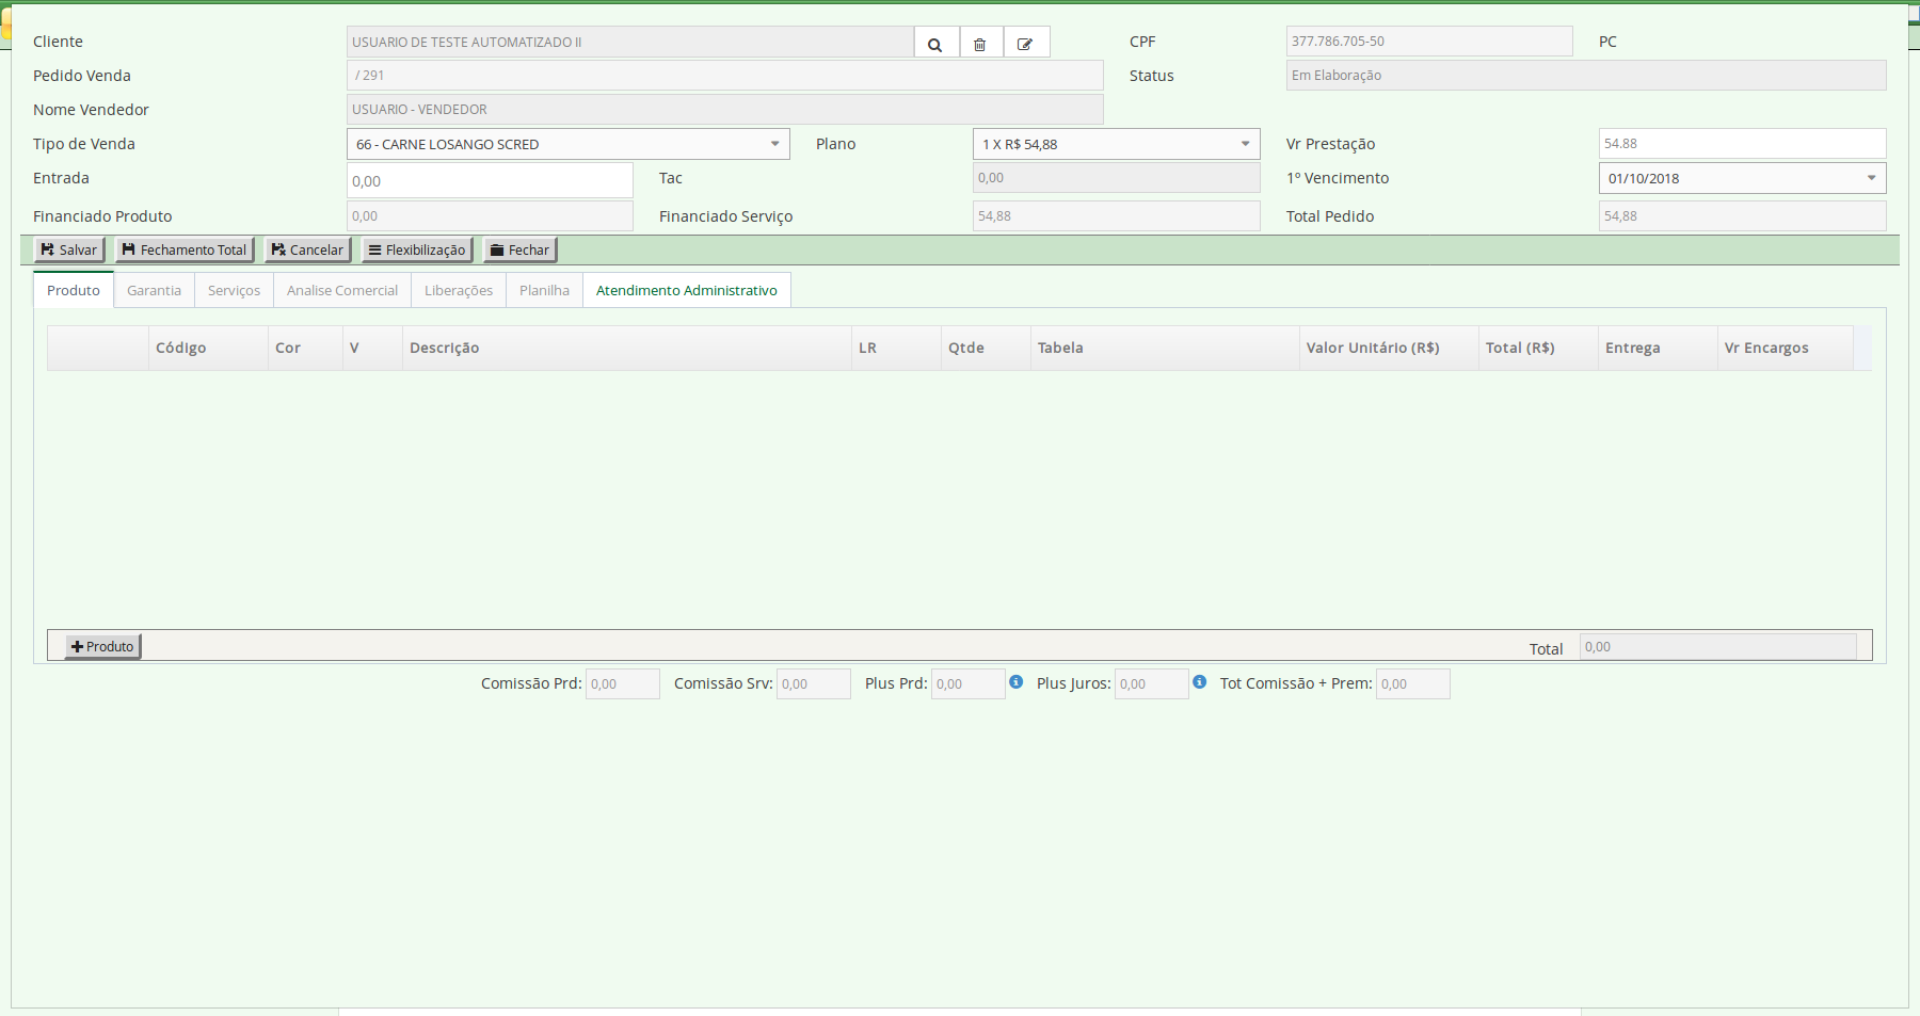 Cliente USUARIO DE TESTE AUTOMATIZADO II CPF 377.786.705-50 PC
Pedido Venda / 291 Status Em Elaboração
Nome Vendedor USUARIO - VENDEDOR
Tipo de Venda 66 - CARNE LOSANGO SCRED Plano 1 X R$ 54,88 Vr Prestação 54.88
Entrada 0,00 Tac 0,00 1º Vencimento 01/10/2018
Financiado Produto 0,00 Financiado Serviço 54,88 Total Pedido 54,88
Salvar Fechamento Total Cancelar Flexibilização Fechar
Produto Garantia Serviços Analise Comercial Liberações Planilha Atendimento Administrativo
Código Cor V Descrição LR Qtde Tabela Valor Unitário (R$) Total (R$) Entrega Vr Encargos
Produto Total 0,00
Comissão Prd: 0,00 Comissão Srv: 0,00 Plus Prd: 0,00 Plus Juros: 0,00 Tot Comissão + Prem: 0,00